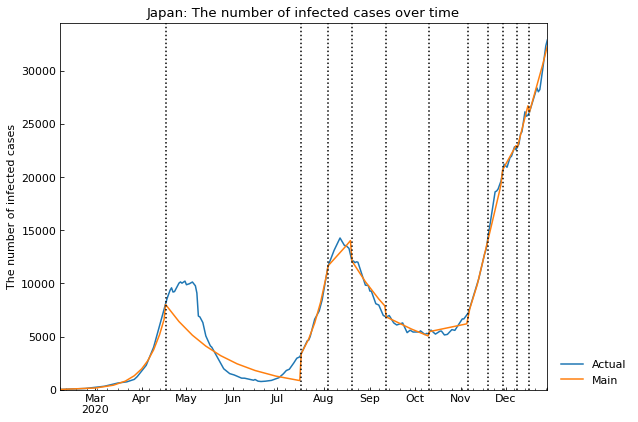 Japan: The number of infected cases over time
The number of infected cases
30000
25000
20000
15000
10000
5000
0
Mar Apr May Jun Jul Aug Sep Oct Nov Dec
2020
Actual
Main